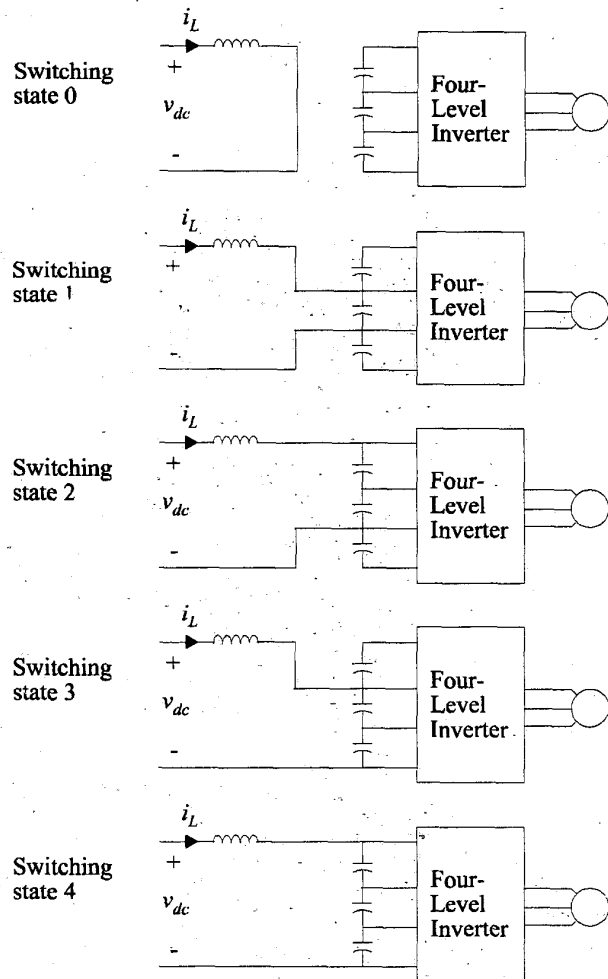 i_L
Switching
state 0
+
v_dc
-
Four-
Level
Inverter
i_L
Switching
state 1
+
-
Four-
Level
Inverter
i_L
Switching
state 2
+
v_dc
-
Four-
Level
Inverter
i_L
Switching
state 3
+
v_dc
-
Four-
Level
Inverter
i_L
Switching
state 4
+
v_dc
-
Four-
Level
Inverter